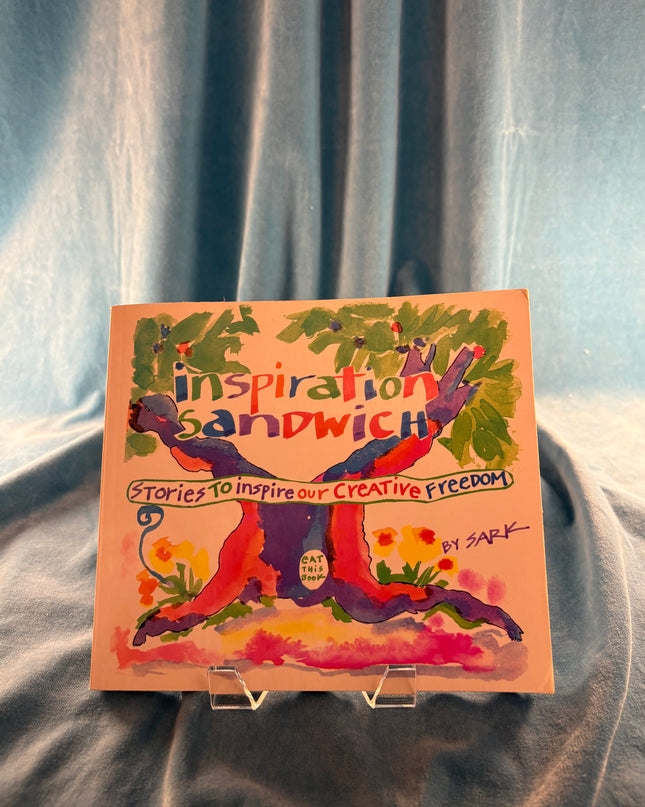 inspiration
SANDWICH
STORIES TO inspire OUR CREATive FReeDOM
BY SARK
eAT
THIS
BOOK